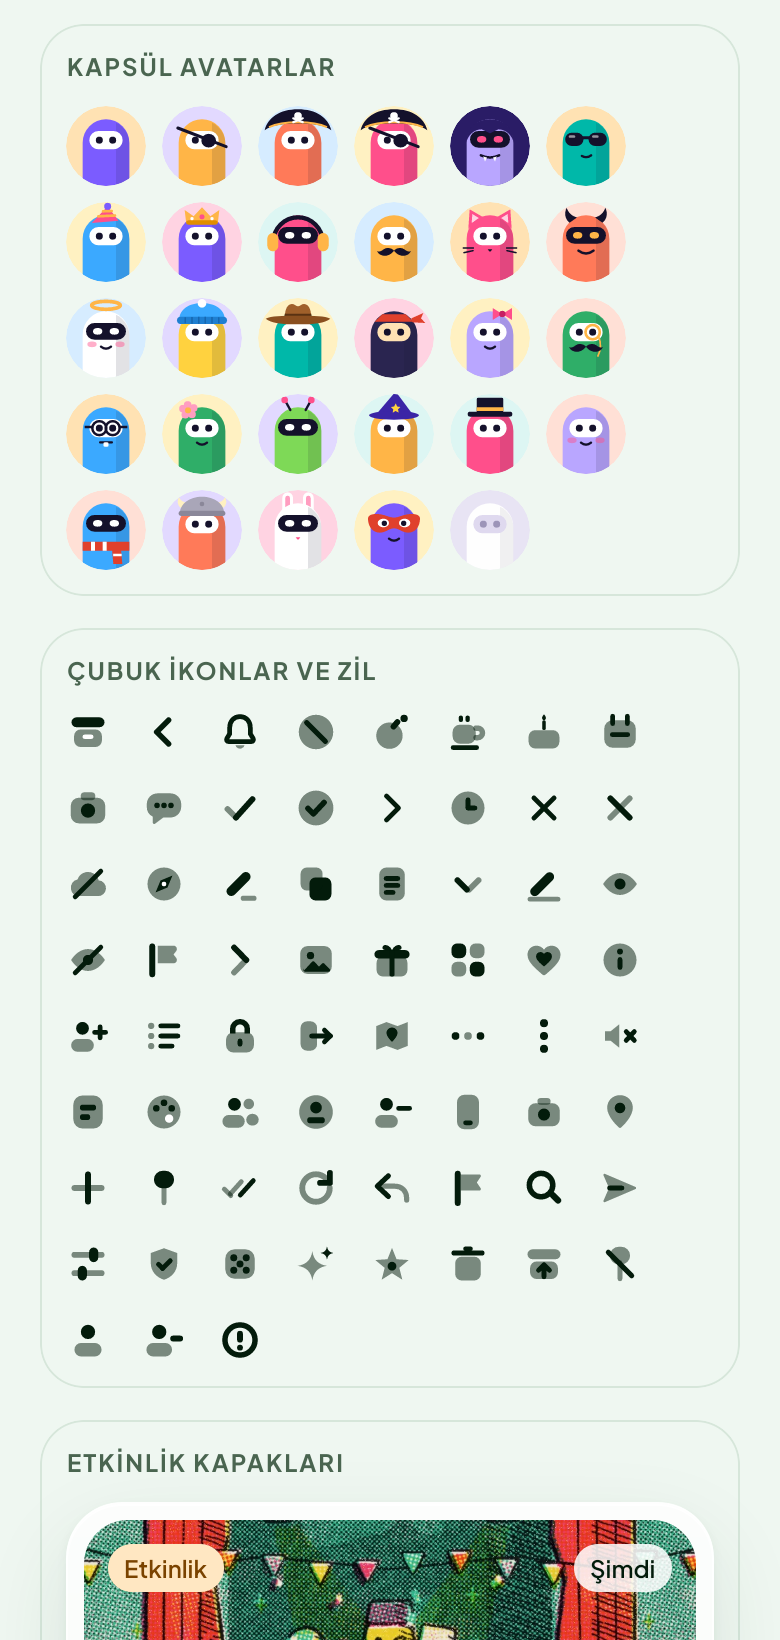 KAPSÜL AVATARLAR
ÇUBUK İKONLAR VE ZİL
ETKİNLİK KAPAKLARI
Etkinlik
Şimdi